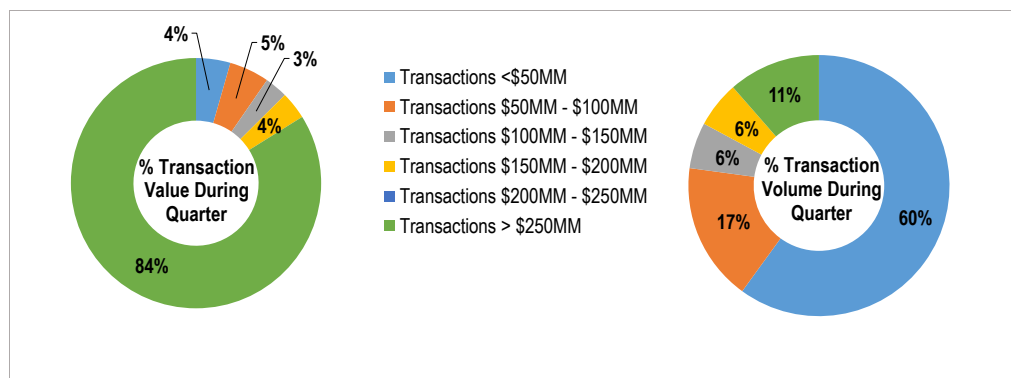 4%
5%
3%
4%
84%
% Transaction
Value During
Quarter
Transactions <$50MM
Transactions $50MM - $100MM
Transactions $100MM - $150MM
Transactions $150MM - $200MM
Transactions $200MM - $250MM
Transactions > $250MM
11%
6%
6%
17%
60%
% Transaction
Volume During
Quarter